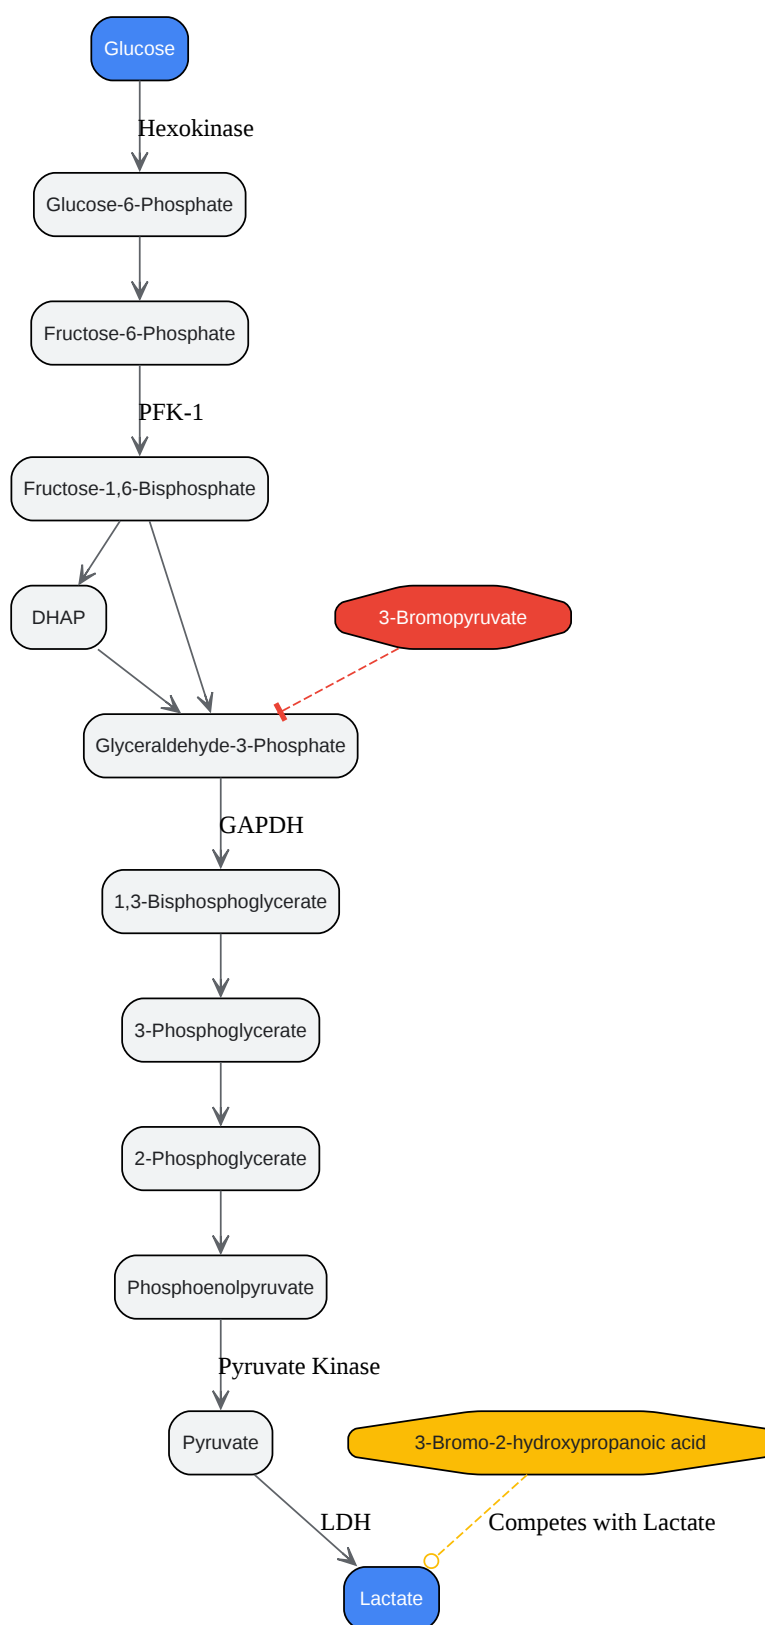 Glucose
Hexokinase
Glucose-6-Phosphate
Fructose-6-Phosphate
PFK-1
Fructose-1,6-Bisphosphate
DHAP
3-Bromopyruvate
Glyceraldehyde-3-Phosphate
GAPDH
1,3-Bisphosphoglycerate
3-Phosphoglycerate
2-Phosphoglycerate
Phosphoenolpyruvate
Pyruvate Kinase
Pyruvate
3-Bromo-2-hydroxypropanoic acid
LDH
Competes with Lactate
Lactate